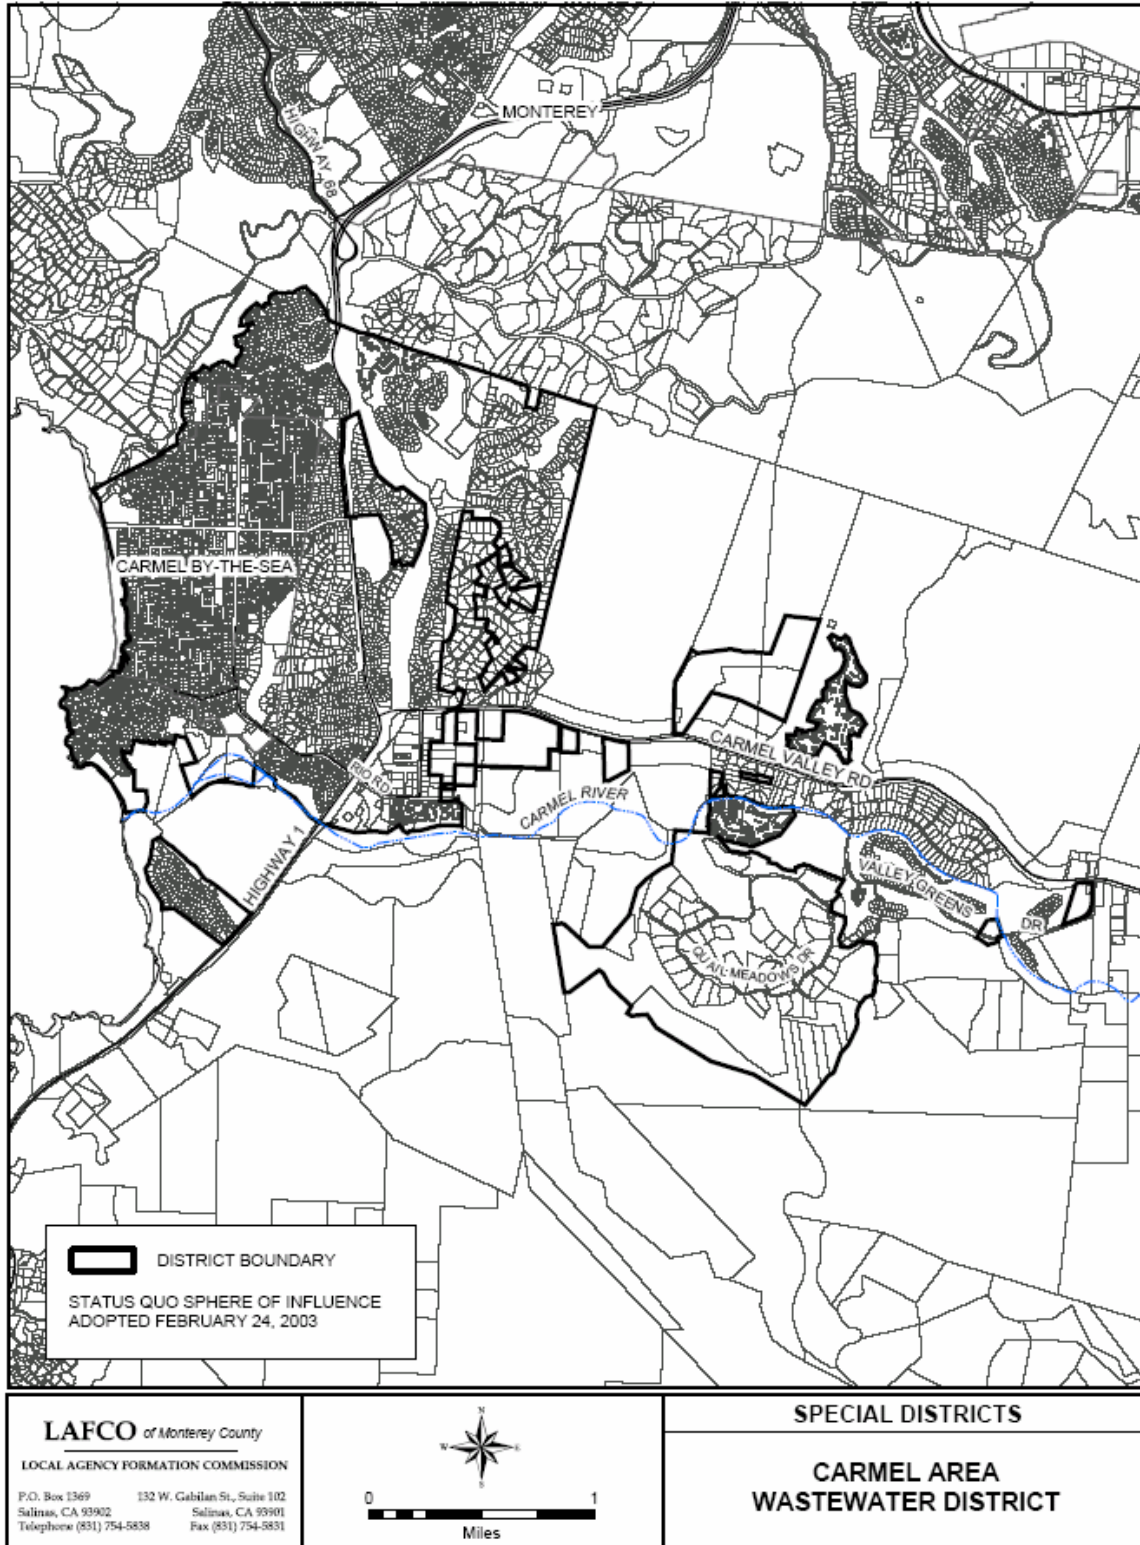 MONTEREY
HIGHWAY 68
CARMEL BY-THE-SEA
CARMEL VALLEY RD
RIO RD
CARMEL RIVER
HIGHWAY 1
VALLEY GREENS
DR
QUAIL MEADOWS DR
DISTRICT BOUNDARY
STATUS QUO SPHERE OF INFLUENCE
ADOPTED FEBRUARY 24, 2003
LAFCO of Monterey County
LOCAL AGENCY FORMATION COMMISSION
P.O. Box 1369 132 W. Gabilan St., Suite 102
Salinas, CA 93902 Salinas, CA 93901
Telephone (831) 754-5838 Fax (831) 754-5831
N
W E
S
0 1
Miles
SPECIAL DISTRICTS
CARMEL AREA
WASTEWATER DISTRICT